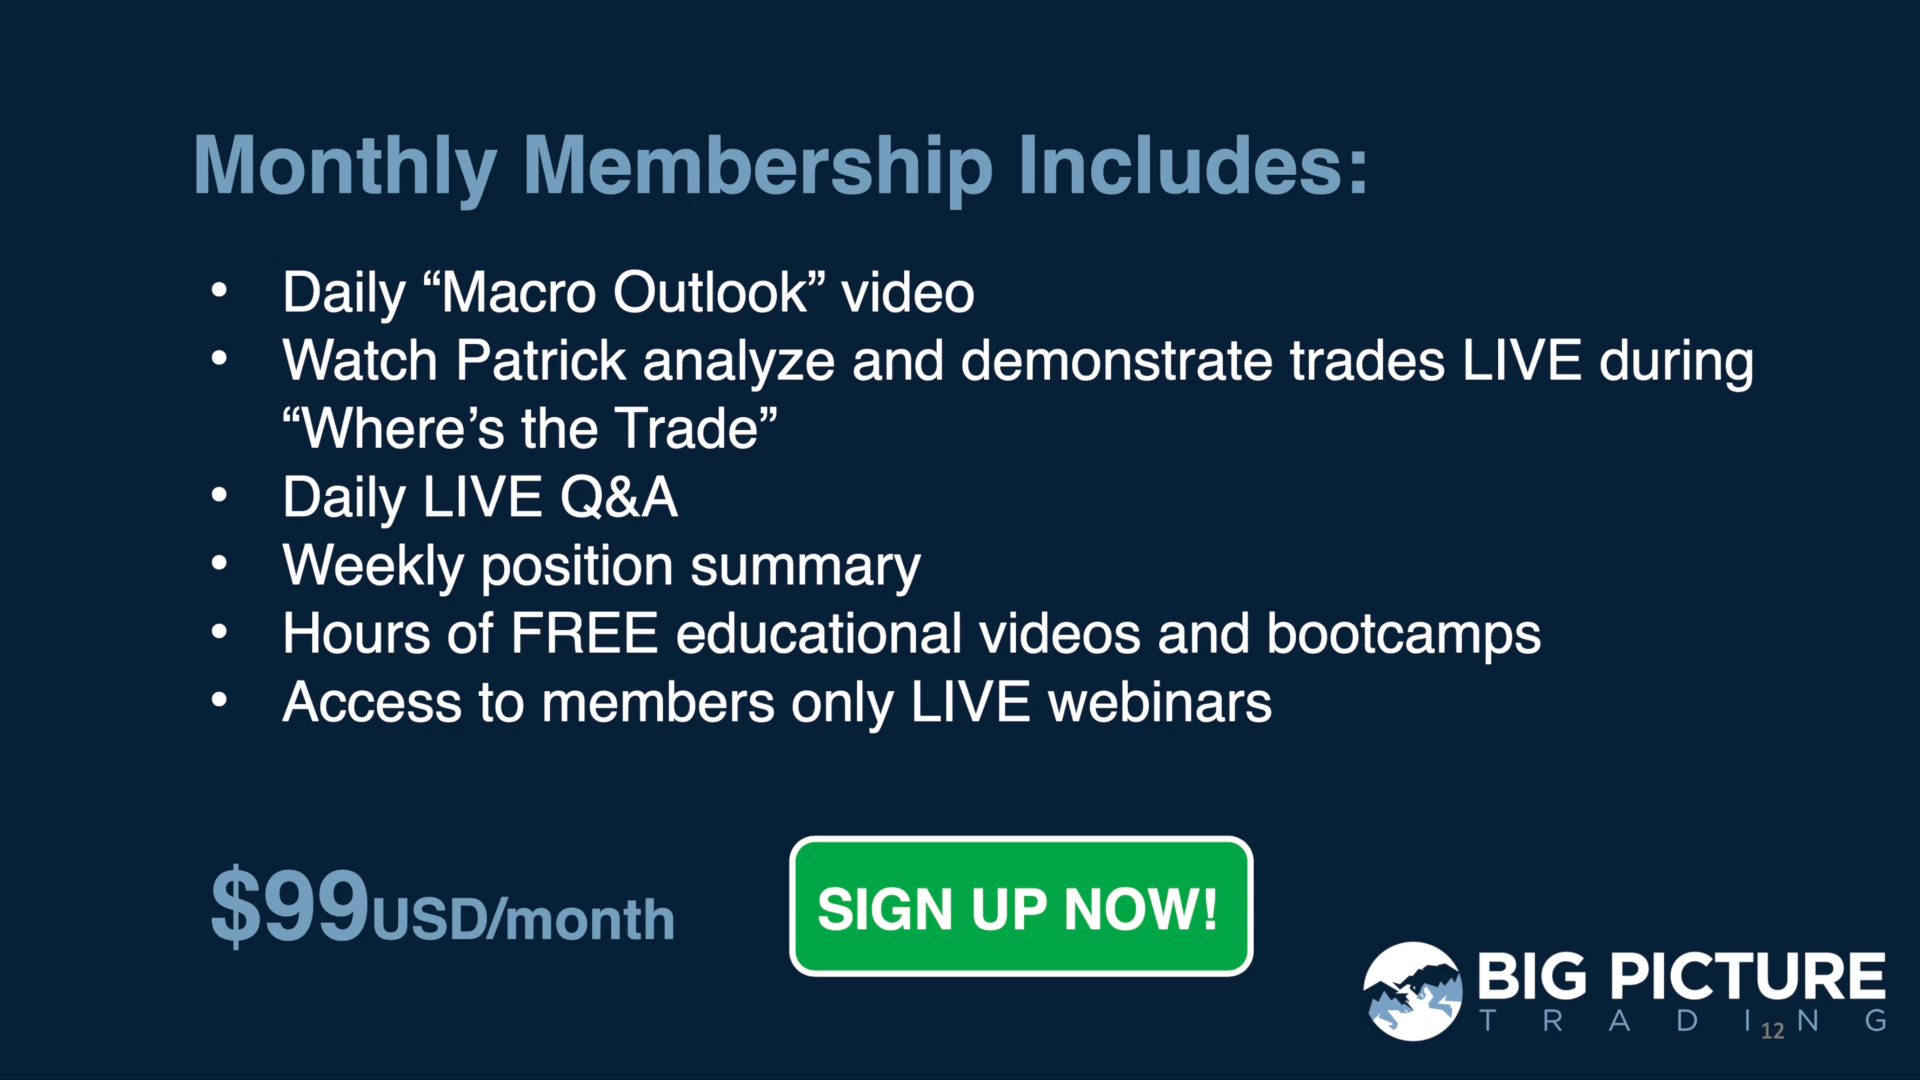 Monthly Membership Includes:
• Daily “Macro Outlook” video
• Watch Patrick analyze and demonstrate trades LIVE during
“Where’s the Trade”
• Daily LIVE Q&A
• Weekly position summary
• Hours of FREE educational videos and bootcamps
• Access to members only LIVE webinars
$99USD/month
SIGN UP NOW!
BIG PICTURE
TRADING
12